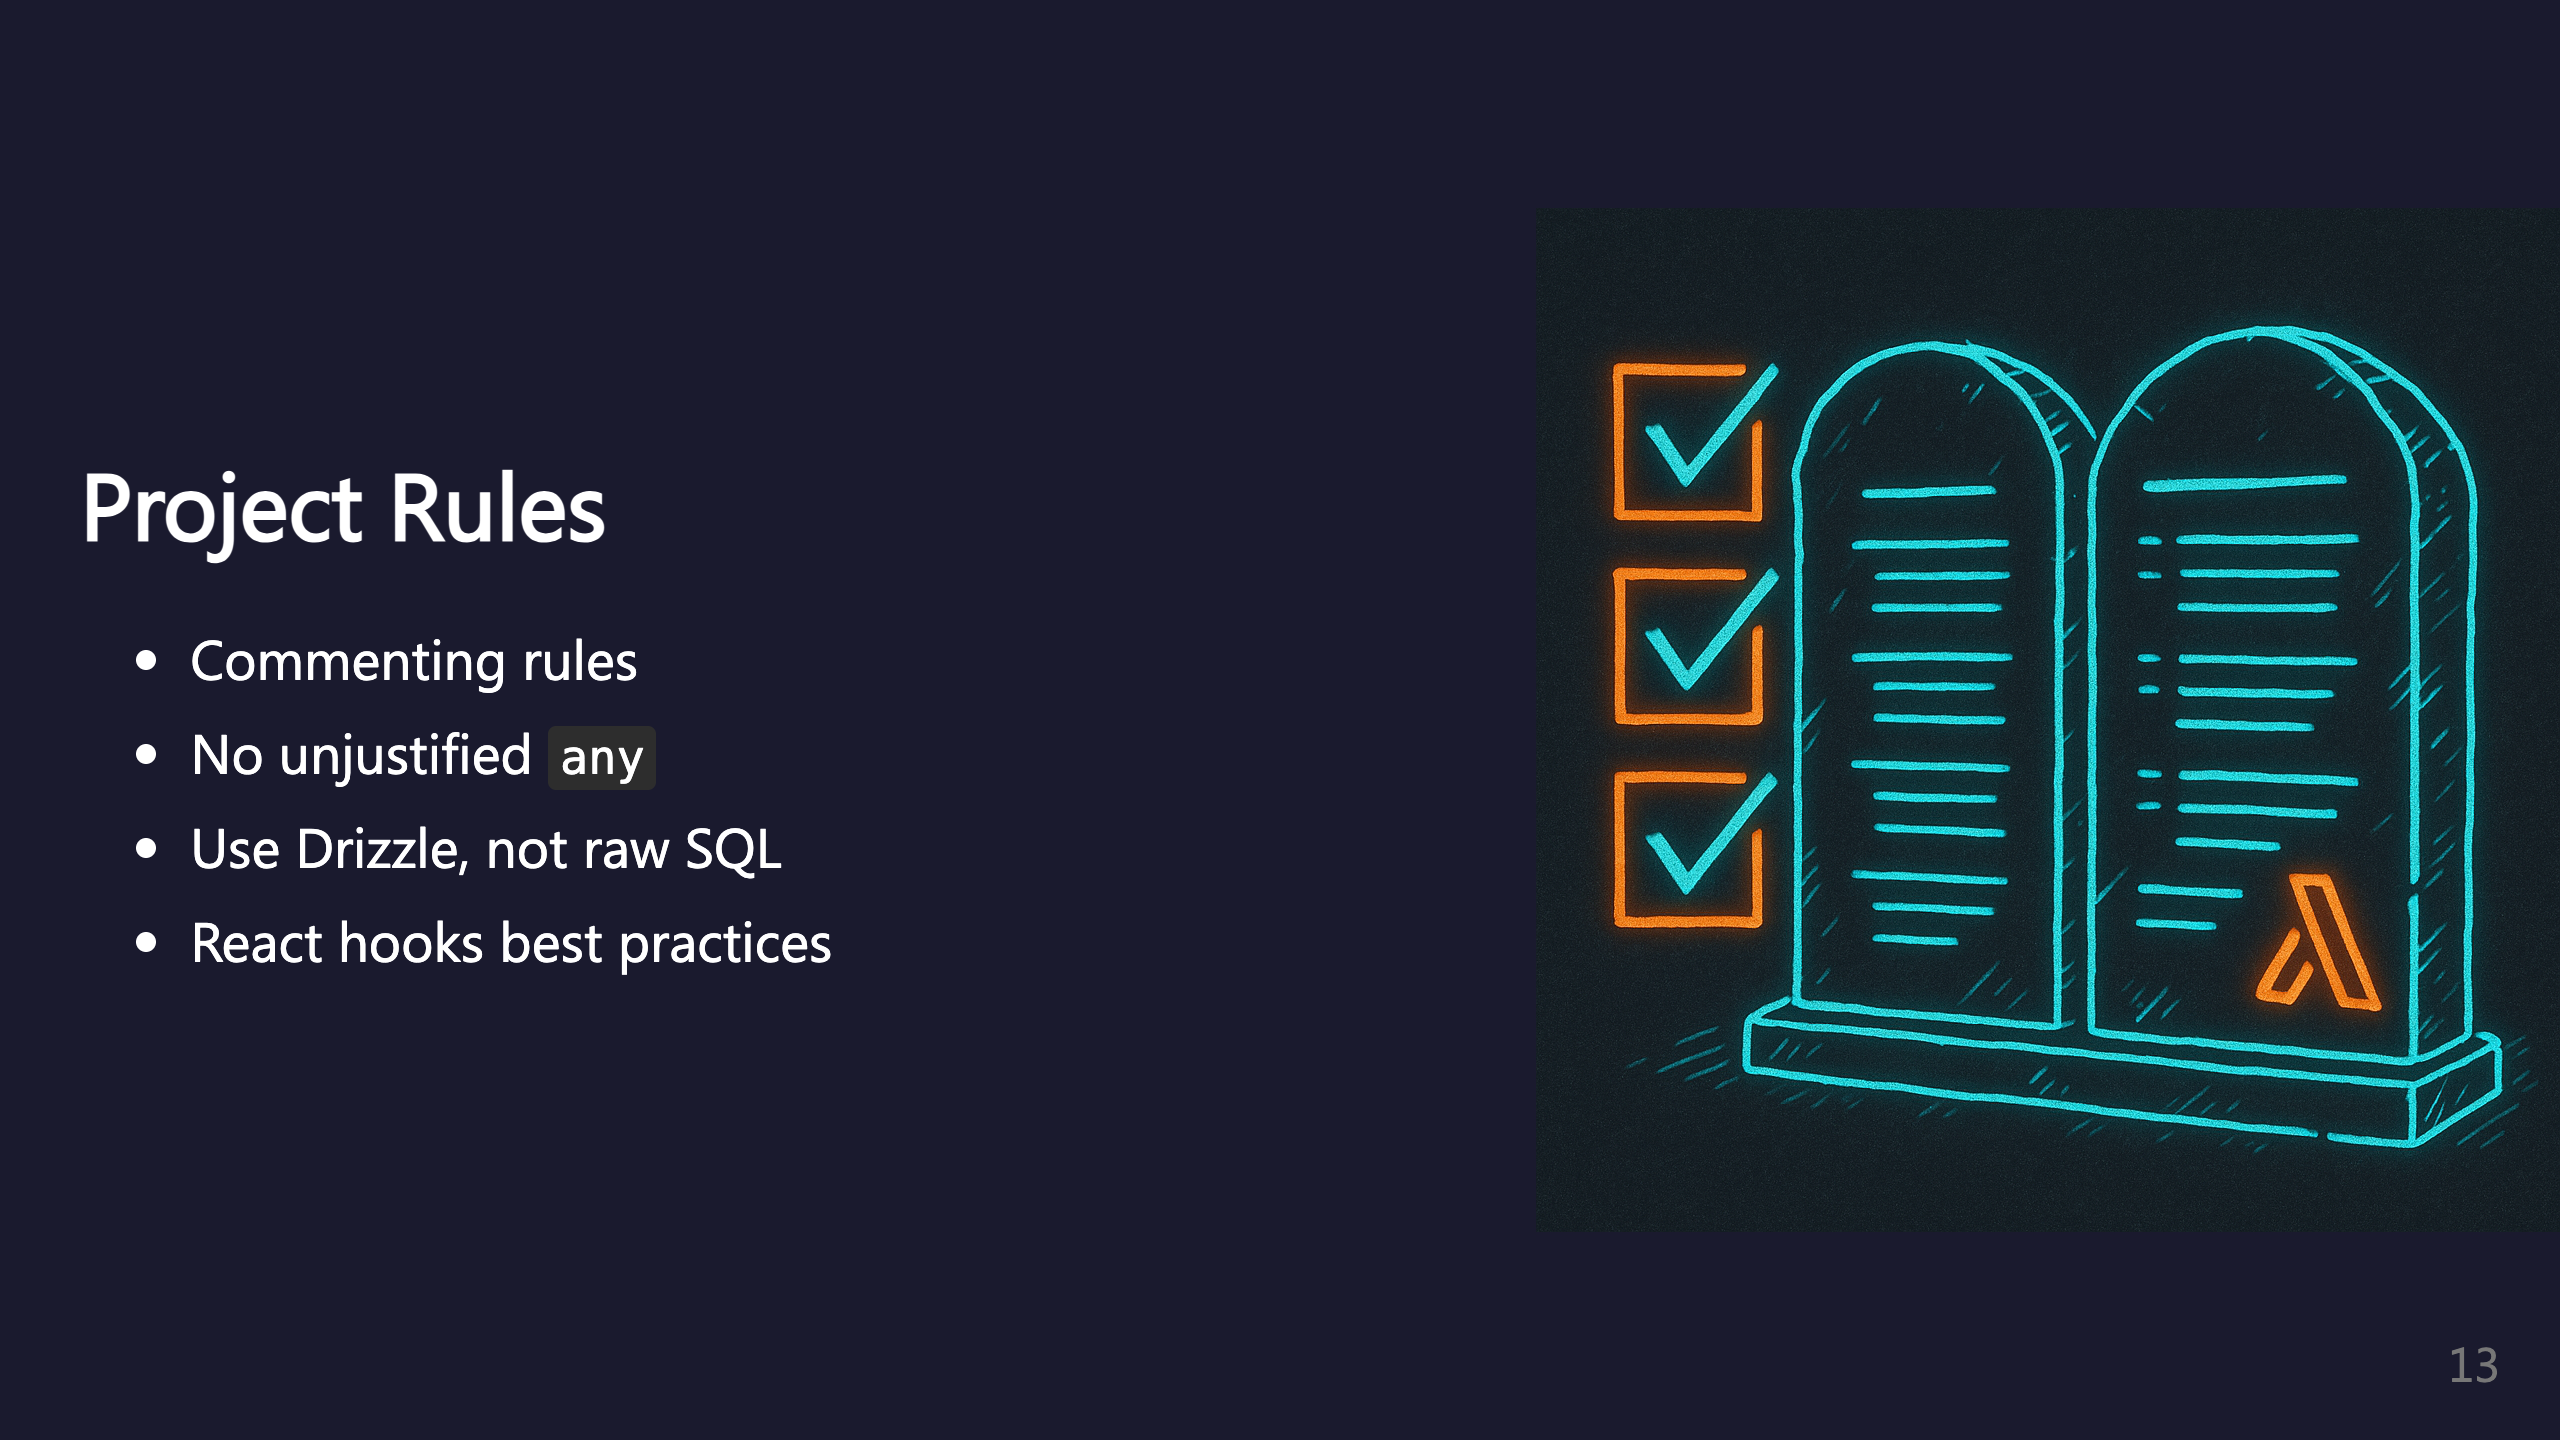 Project Rules
• Commenting rules
• No unjustified any
• Use Drizzle, not raw SQL
• React hooks best practices
13